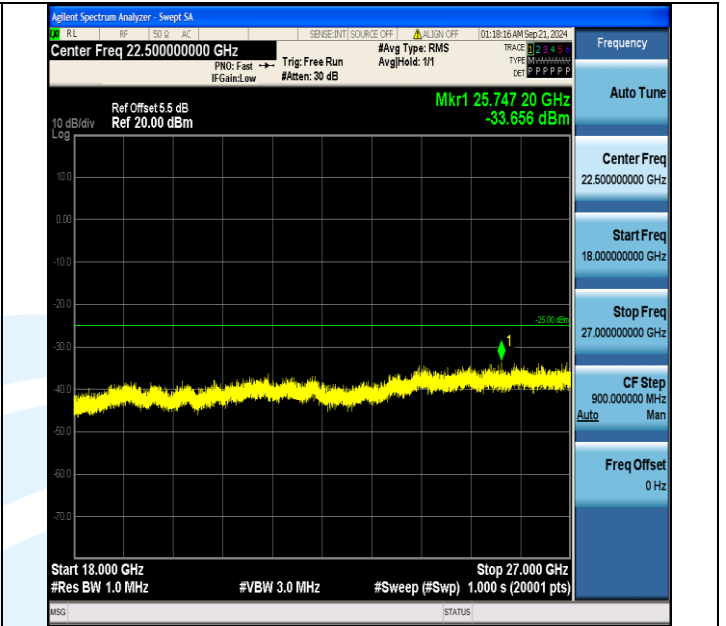 Agilent Spectrum Analyzer - Swept SA
RL RF 50 Ω AC SENSE:INT SOURCE OFF ALIGN OFF 01:18:16 AM Sep 21, 2024
Center Freq 22.500000000 GHz
PNO: Fast
IFGain:Low
Trig: Free Run
#Atten: 30 dB
#Avg Type: RMS
Avg|Hold: 1/1
TRACE 1 2 3 4 5 6
TYPE
DET P P P P P P
Ref Offset 5.5 dB
10 dB/div Ref 20.00 dBm
Log
Mkr1 25.747 20 GHz
-33.656 dBm
10.0
0.00
-10.0
-20.0
-25.00 dBm
-30.0
1
-40.0
-50.0
-60.0
-70.0
Start 18.000 GHz Stop 27.000 GHz
#Res BW 1.0 MHz #VBW 3.0 MHz #Sweep (#Swp) 1.000 s (20001 pts)
MSG STATUS
Frequency
Auto Tune
Center Freq
22.500000000 GHz
Start Freq
18.000000000 GHz
Stop Freq
27.000000000 GHz
CF Step
900.000000 MHz
Auto Man
Freq Offset
0 Hz